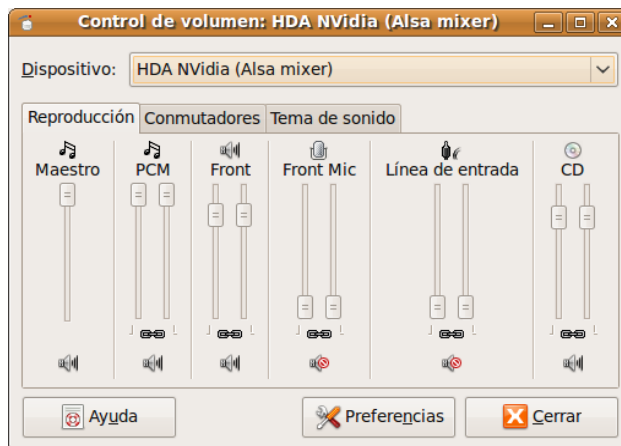 Control de volumen: HDA NVidia (Alsa mixer)
Dispositivo: HDA NVidia (Alsa mixer)
Reproducción Conmutadores Tema de sonido
Maestro PCM Front Front Mic Línea de entrada CD
Ayuda Preferencias Cerrar